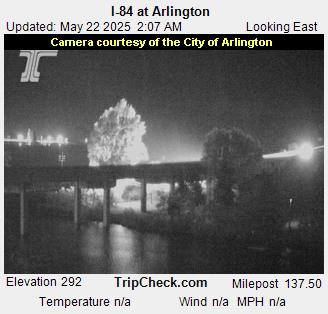 I-84 at Arlington
Updated: May 22 2025 2:07 AM Looking East
Camera courtesy of the City of Arlington
Elevation 292 TripCheck.com Milepost 137.50
Temperature n/a Wind n/a MPH n/a